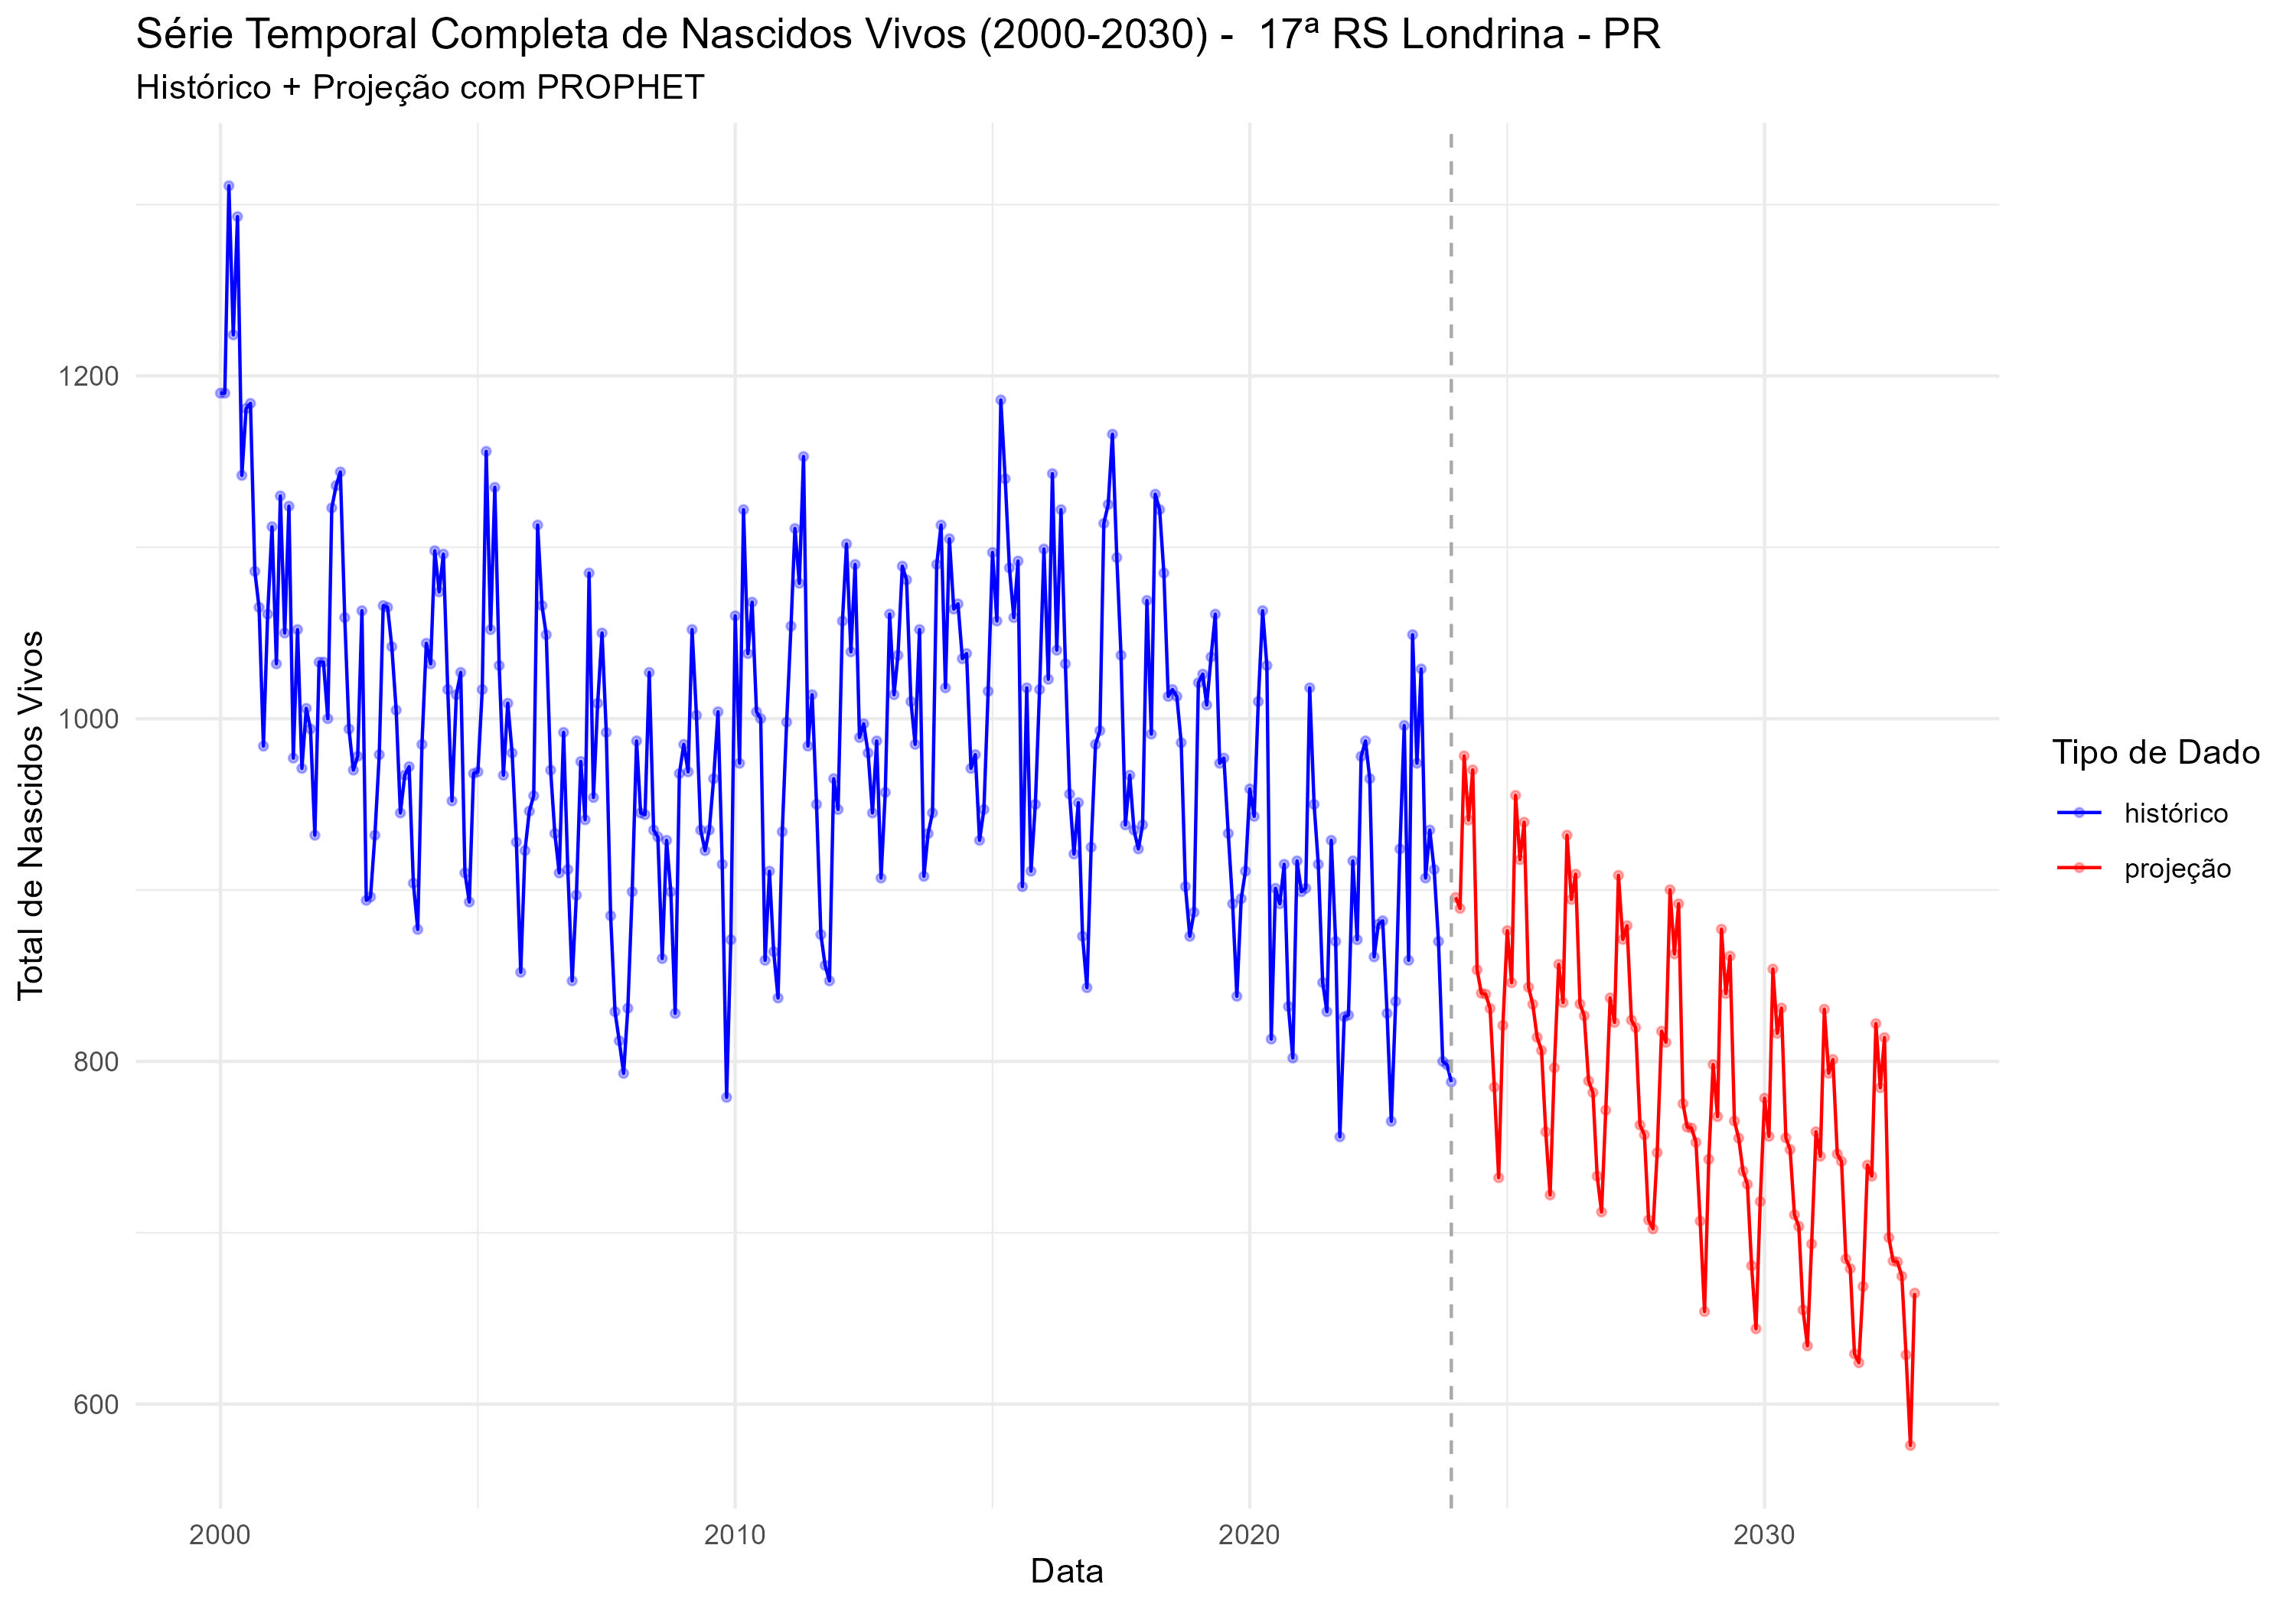 Série Temporal Completa de Nascidos Vivos (2000-2030) -  17ª RS Londrina - PR
Histórico + Projeção com PROPHET
Total de Nascidos Vivos
1200
1000
800
600
2000
2010
2020
2030
Data
Tipo de Dado
histórico
projeção